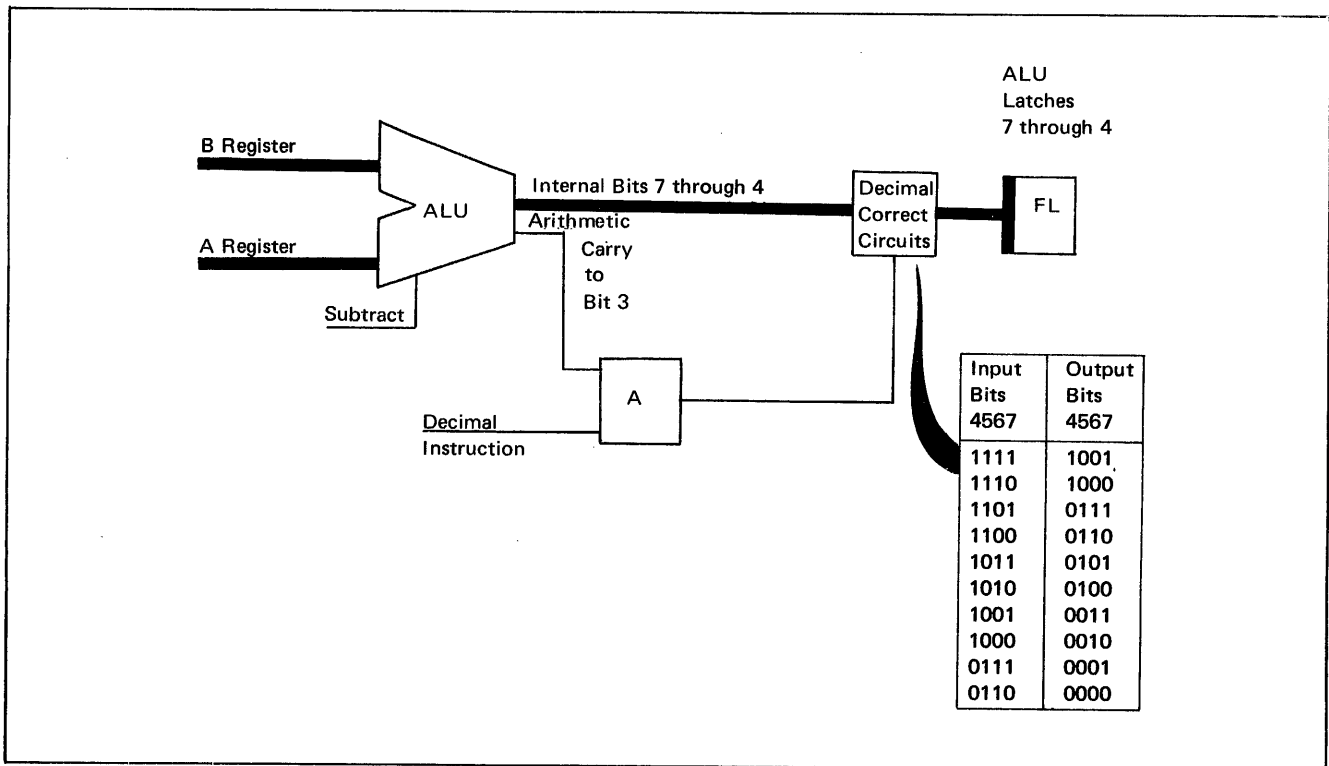 ALU
Latches
7 through 4
B Register
Internal Bits 7 through 4
Decimal
Correct
Circuits
FL
ALU
Arithmetic
Carry
to
Bit 3
A Register
Subtract
A
Decimal
Instruction
Input Output
Bits Bits
4567 4567
1111 1001
1110 1000
1101 0111
1100 0110
1011 0101
1010 0100
1001 0011
1000 0010
0111 0001
0110 0000